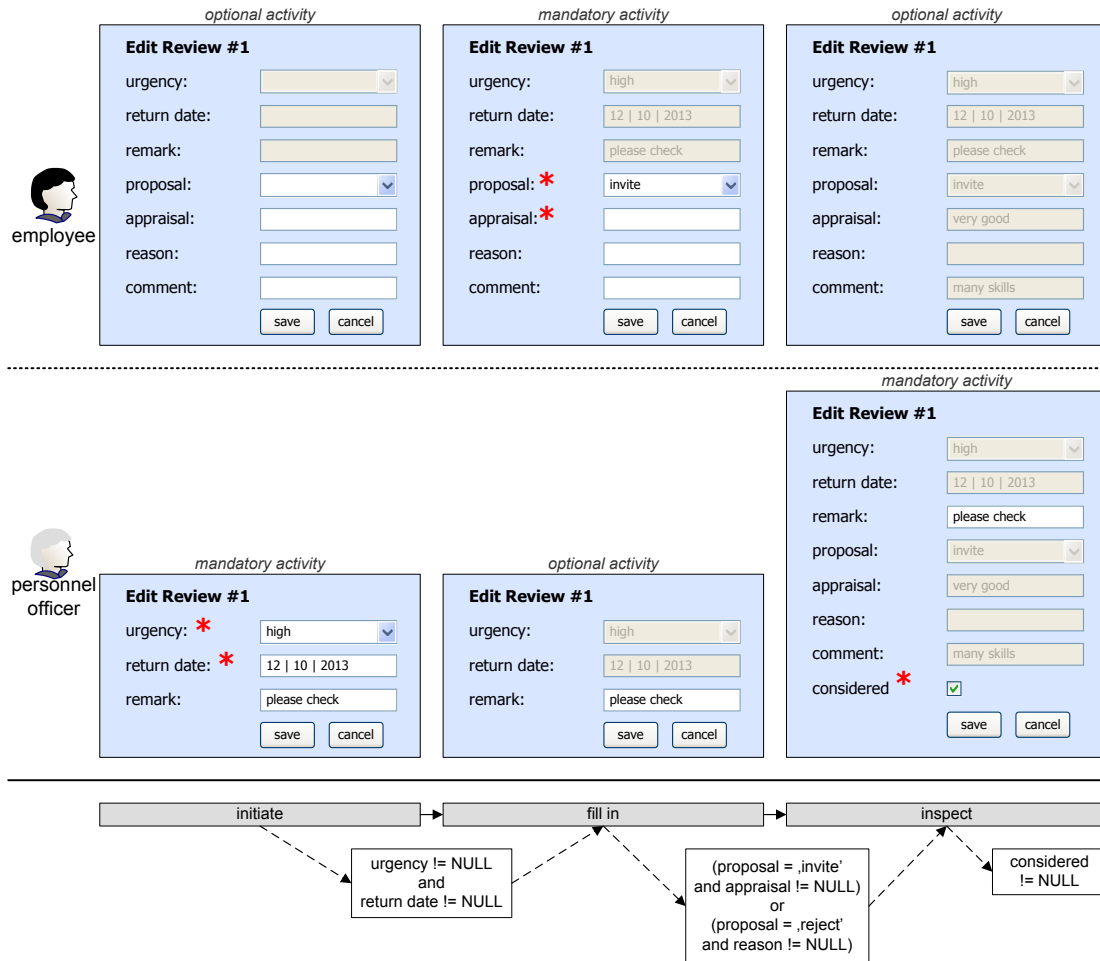 optional activity
mandatory activity
optional activity
Edit Review #1
urgency:
return date:
remark:
proposal:
appraisal:
reason:
comment:
save cancel
Edit Review #1
urgency: high
return date: 12 | 10 | 2013
remark: please check
proposal: * invite
appraisal: *
reason:
comment:
save cancel
Edit Review #1
urgency: high
return date: 12 | 10 | 2013
remark: please check
proposal: invite
appraisal: very good
reason:
comment: many skills
save cancel
employee
personnel
officer
mandatory activity
Edit Review #1
urgency: * high
return date: * 12 | 10 | 2013
remark: please check
save cancel
optional activity
Edit Review #1
urgency: high
return date: 12 | 10 | 2013
remark: please check
save cancel
mandatory activity
Edit Review #1
urgency: high
return date: 12 | 10 | 2013
remark: please check
proposal: invite
appraisal: very good
reason:
comment: many skills
considered *
save cancel
initiate
fill in
inspect
urgency != NULL
and
return date != NULL
(proposal = ‚invite’
and appraisal != NULL)
or
(proposal = ‚reject’
and reason != NULL)
considered
!= NULL